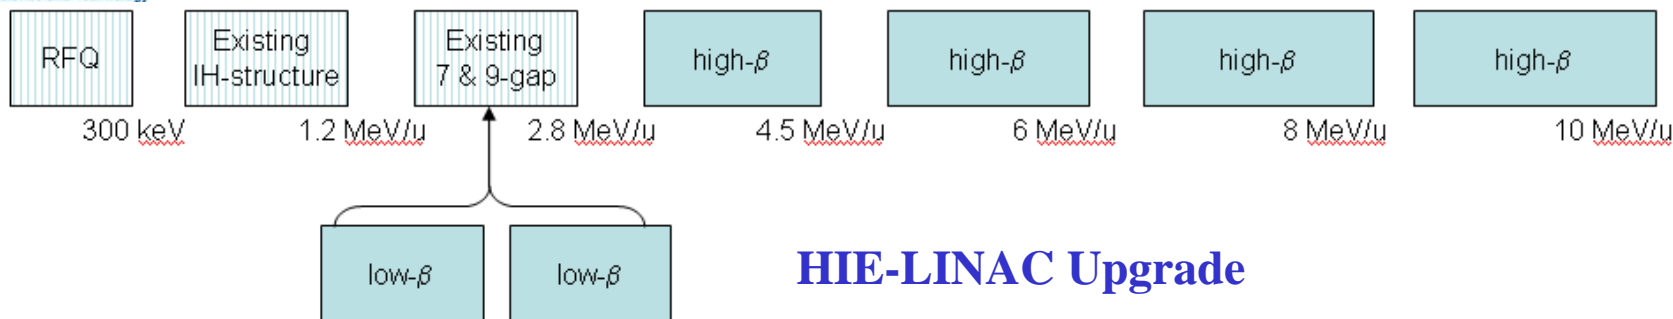 RFQ
Existing
IH-structure
Existing
7 & 9-gap
high-β
high-β
high-β
high-β
300 keV
1.2 MeV/u
2.8 MeV/u
4.5 MeV/u
6 MeV/u
8 MeV/u
10 MeV/u
low-β
low-β
HIE-LINAC Upgrade